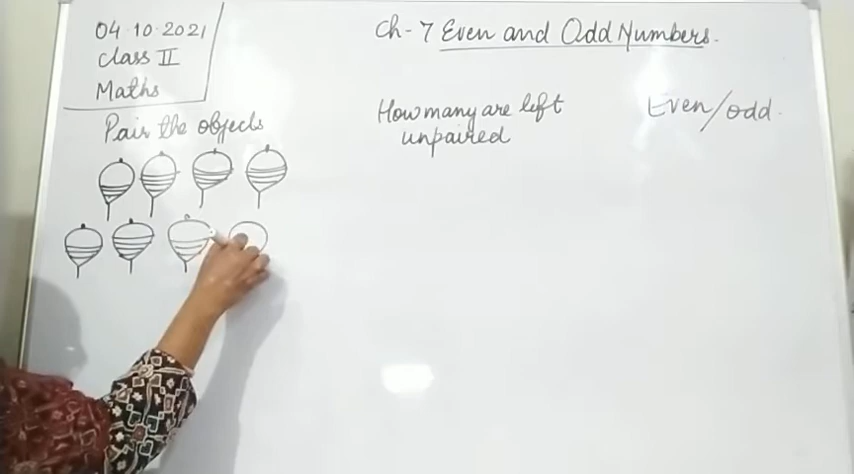 04.10.2021
Class II
Maths
Ch-7 Even and Odd Numbers.
Pair the objects
How many are left
unpaired
Even/odd.